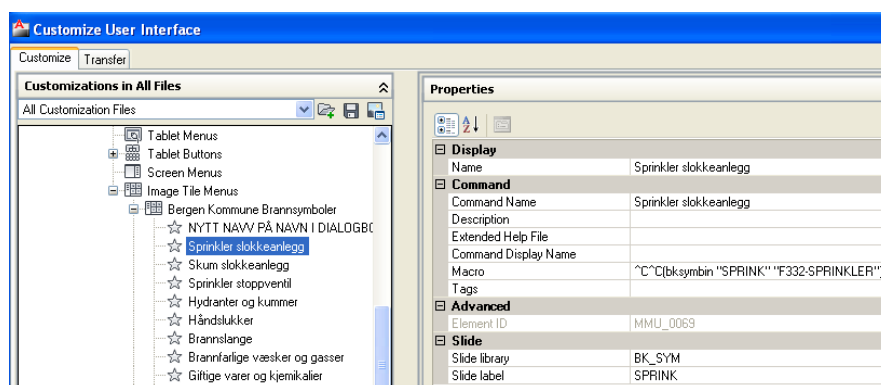 Customize User Interface
Customize Transfer
Customizations in All Files
All Customization Files
Tablet Menus
Tablet Buttons
Screen Menus
Image Tile Menus
Bergen Kommune Brannsymboler
NYTT NAVV PÅ NAVN I DIALOGBO
Sprinkler slokkeanlegg
Skum slokkeanlegg
Sprinkler stoppventil
Hydranter og kummer
Håndslukker
Brannslange
Brannfarlige væsker og gasser
Giftige varer og kjemikalier
Properties
Display
Name Sprinkler slokkeanlegg
Command
Command Name Sprinkler slokkeanlegg
Description
Extended Help File
Command Display Name
Macro ^C^C(bksymbin "SPRINK" "F332-SPRINKLER")
Tags
Advanced
Element ID MMU_0069
Slide
Slide library BK_SYM
Slide label SPRINK